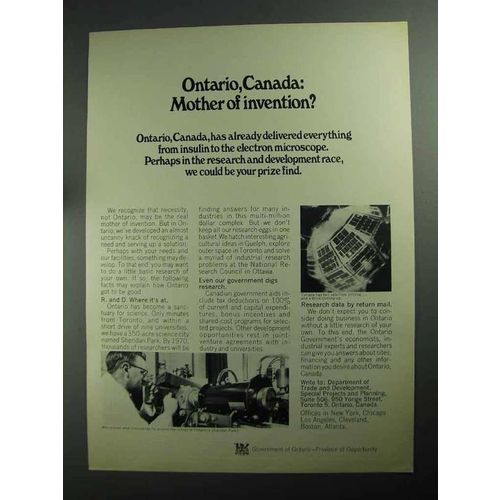 Ontario, Canada:
Mother of invention?
Ontario, Canada, has already delivered everything
from insulin to the electron microscope.
Perhaps in the research and development race,
we could be your prize find.
We recognize that necessity,
not Ontario, may be the real
mother of invention. But in On-
tario, we've developed an almost
uncanny knack of recognizing a
need and serving up a solution.
Perhaps with your needs and
our facilities, something may de-
velop. To that end, you may want
to do a little basic research of
your own. If so, the following
facts may explain how Ontario
got to be good.
R. and D. Where it's at.
Ontario has become a sanc-
tuary for science. Only minutes
from Toronto, and within a
short drive of nine universities,
we have a 350-acre science city
named Sheridan Park. By 1970,
thousands of researchers will be
finding answers for many in-
dustries in this multi-million
dollar complex. But we don't
keep all our research eggs in one
basket. We hatch interesting agri-
cultural ideas in Guelph, explore
outer space in Toronto and solve
a myriad of industrial research
problems at the National Re-
search Council in Ottawa.
Even our government digs
research.
Canadian government aids in-
clude tax deductions on 100%
of current and capital expendi-
tures, bonus incentives and
shared-cost programs for selec-
ted projects. Other development
opportunities rest in joint-
venture agreements with in-
dustry and universities.
Research data by return mail.
We don't expect you to con-
sider doing business in Ontario
without a little research of your
own. To this end, the Ontario
Government's economists, in-
dustrial experts and researchers
can give you answers about sites,
financing and any other infor-
mation you desire about Ontario,
Canada.
Write to: Department of
Trade and Development,
Special Projects and Planning,
Suite 506, 950 Yonge Street,
Toronto 5, Ontario, Canada.
Offices in New York, Chicago
Los Angeles, Cleveland,
Boston, Atlanta.
Government of Ontario—Province of Opportunity